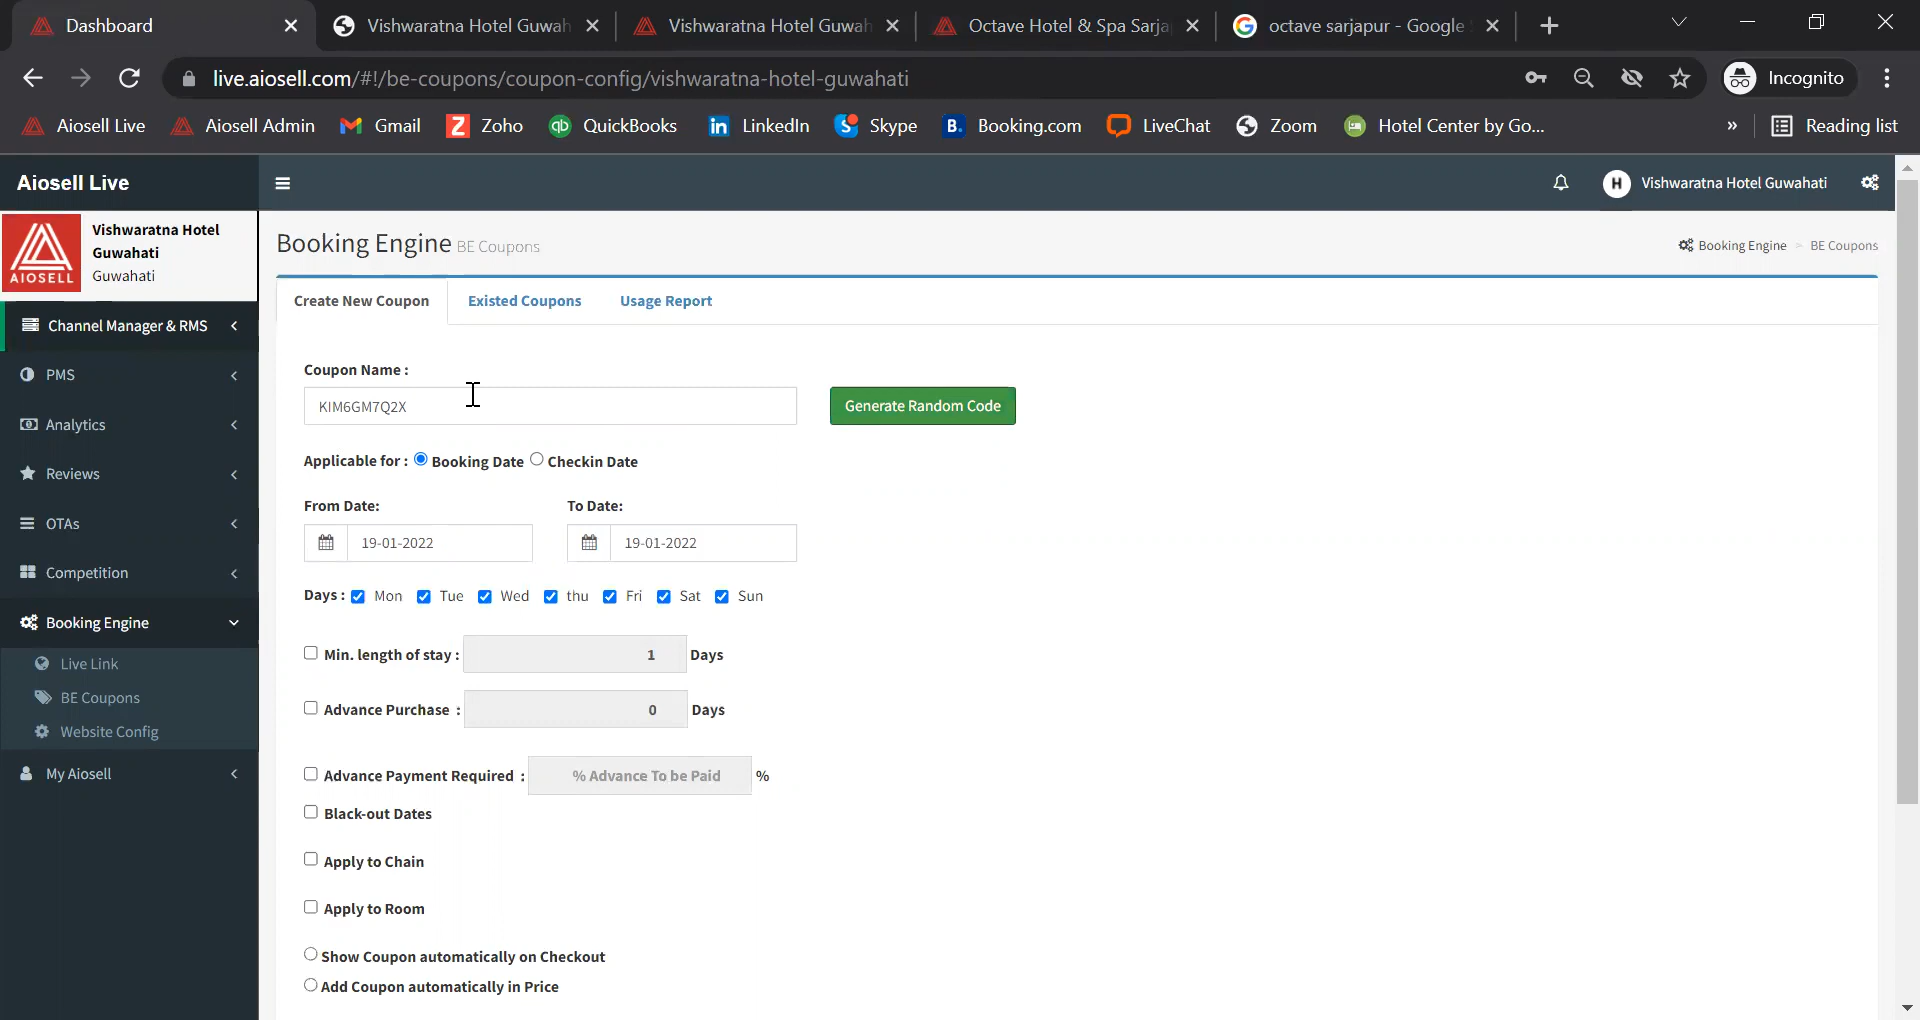 Dashboard
Vishwaratna Hotel Guwah
Vishwaratna Hotel Guwah
Octave Hotel & Spa Sarja
octave sarjapur - Google
live.aiosell.com/#!/be-coupons/coupon-config/vishwaratna-hotel-guwahati
Incognito
Aiosell Live
Aiosell Admin
Gmail
Zoho
QuickBooks
LinkedIn
Skype
Booking.com
LiveChat
Zoom
Hotel Center by Go...
»
Reading list
Aiosell Live
H Vishwaratna Hotel Guwahati
AIOSELL
Vishwaratna Hotel
Guwahati
Guwahati
Channel Manager & RMS
PMS
Analytics
Reviews
OTAs
Competition
Booking Engine
Live Link
BE Coupons
Website Config
My Aiosell
Booking Engine BE Coupons
Booking Engine > BE Coupons
Create New Coupon
Existed Coupons
Usage Report
Coupon Name :
KIM6GM7Q2X
Generate Random Code
Applicable for : Booking Date Checkin Date
From Date:
To Date:
19-01-2022
19-01-2022
Days : Mon Tue Wed thu Fri Sat Sun
Min. length of stay : 1 Days
Advance Purchase : 0 Days
Advance Payment Required : % Advance To be Paid %
Black-out Dates
Apply to Chain
Apply to Room
Show Coupon automatically on Checkout
Add Coupon automatically in Price